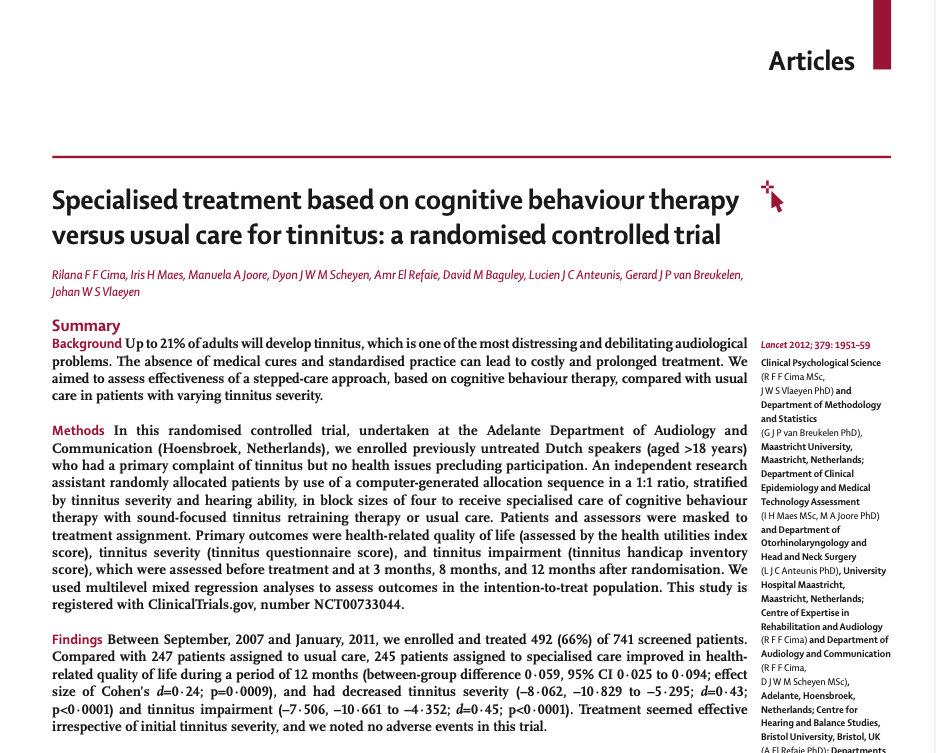 Articles
Specialised treatment based on cognitive behaviour therapy
versus usual care for tinnitus: a randomised controlled trial
Rilana F F Cima, Iris H Maes, Manuela A Joore, Dyon J W M Scheyen, Amr El Refaie, David M Baguley, Lucien J C Anteunis, Gerard J P van Breukelen,
Johan W S Vlaeyen
Summary
Background Up to 21% of adults will develop tinnitus, which is one of the most distressing and debilitating audiological
problems. The absence of medical cures and standardised practice can lead to costly and prolonged treatment. We
aimed to assess effectiveness of a stepped-care approach, based on cognitive behaviour therapy, compared with usual
care in patients with varying tinnitus severity.
Methods In this randomised controlled trial, undertaken at the Adelante Department of Audiology and
Communication (Hoensbroek, Netherlands), we enrolled previously untreated Dutch speakers (aged >18 years)
who had a primary complaint of tinnitus but no health issues precluding participation. An independent research
assistant randomly allocated patients by use of a computer-generated allocation sequence in a 1:1 ratio, stratified
by tinnitus severity and hearing ability, in block sizes of four to receive specialised care of cognitive behaviour
therapy with sound-focused tinnitus retraining therapy or usual care. Patients and assessors were masked to
treatment assignment. Primary outcomes were health-related quality of life (assessed by the health utilities index
score), tinnitus severity (tinnitus questionnaire score), and tinnitus impairment (tinnitus handicap inventory
score), which were assessed before treatment and at 3 months, 8 months, and 12 months after randomisation. We
used multilevel mixed regression analyses to assess outcomes in the intention-to-treat population. This study is
registered with ClinicalTrials.gov, number NCT00733044.
Findings Between September, 2007 and January, 2011, we enrolled and treated 492 (66%) of 741 screened patients.
Compared with 247 patients assigned to usual care, 245 patients assigned to specialised care improved in health-
related quality of life during a period of 12 months (between-group difference 0·059, 95% CI 0·025 to 0·094; effect
size of Cohen's d=0·24; p=0·0009), and had decreased tinnitus severity (–8·062, –10·829 to –5·295; d=0·43;
p<0·0001) and tinnitus impairment (–7·506, –10·661 to –4·352; d=0·45; p<0·0001). Treatment seemed effective
irrespective of initial tinnitus severity, and we noted no adverse events in this trial.
Lancet 2012; 379: 1951–59
Clinical Psychological Science
(R F F Cima MSc,
J W S Vlaeyen PhD) and
Department of Methodology
and Statistics
(G J P van Breukelen PhD),
Maastricht University,
Maastricht, Netherlands;
Department of Clinical
Epidemiology and Medical
Technology Assessment
(I H Maes MSc, M A Joore PhD)
and Department of
Otorhinolaryngology and
Head and Neck Surgery
(L J C Anteunis PhD), University
Hospital Maastricht,
Maastricht, Netherlands;
Centre of Expertise in
Rehabilitation and Audiology
(R F F Cima) and Department of
Audiology and Communication
(R F F Cima,
D J W M Scheyen MSc),
Adelante, Hoensbroek,
Netherlands; Centre for
Hearing and Balance Studies,
Bristol University, Bristol, UK
(A El Refaie PhD); Departments